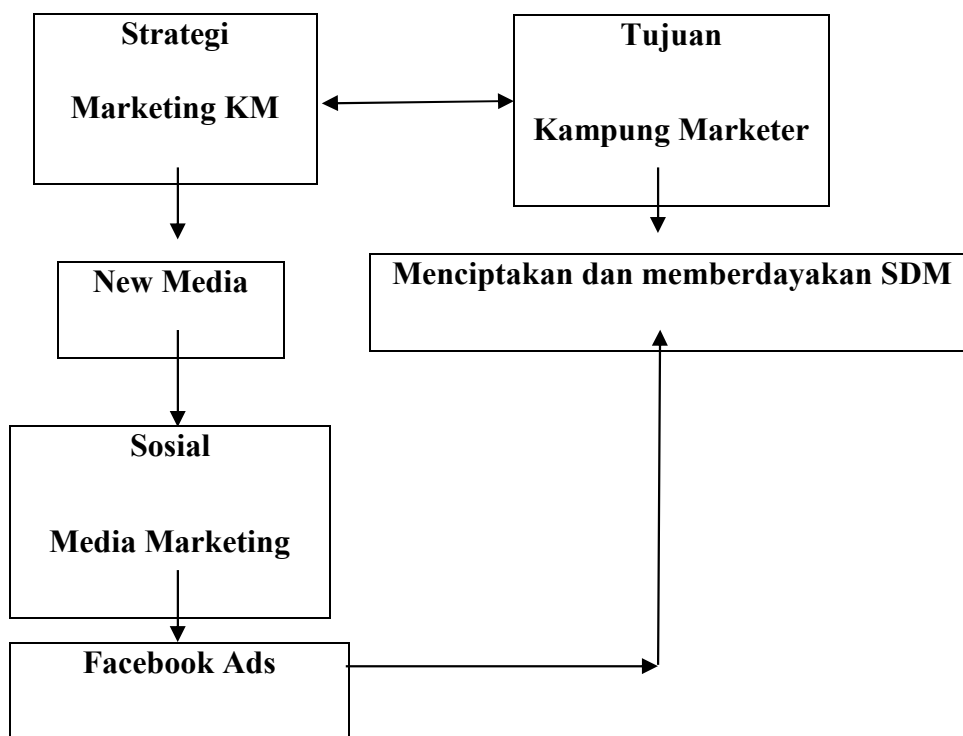 Strategi
Marketing KM
Tujuan
Kampung Marketer
New Media
Menciptakan dan memberdayakan SDM
Sosial
Media Marketing
Facebook Ads